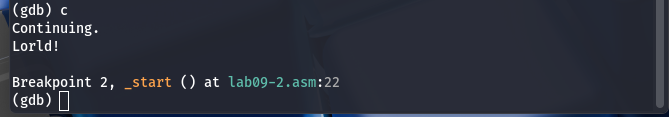 (gdb) c
Continuing.
Lorld!
Breakpoint 2, _start () at lab09-2.asm:22
(gdb)